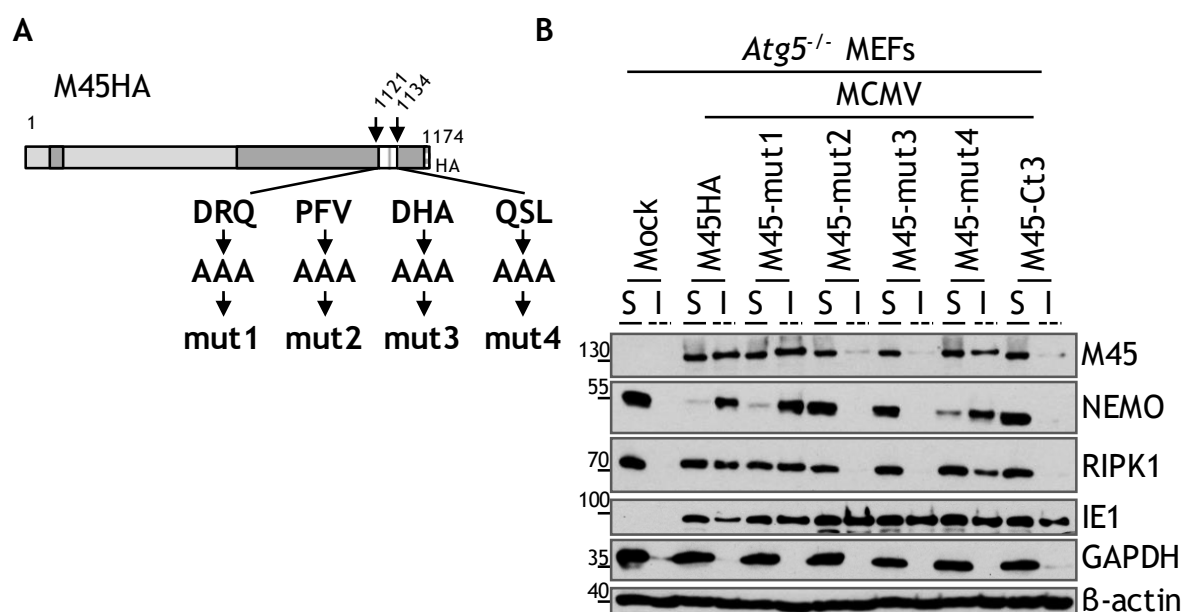 A
M45HA
1
1121
1134
1174
HA
DRQ PFV DHA QSL
AAA AAA AAA AAA
mut1 mut2 mut3 mut4
B
Atg5-/- MEFs
MCMV
Mock M45HA M45-mut1 M45-mut2 M45-mut3 M45-mut4 M45-Ct3
S I S I S I S I S I S I S I
130 M45
55 NEMO
70 RIPK1
100 IE1
35 GAPDH
40 ß-actin